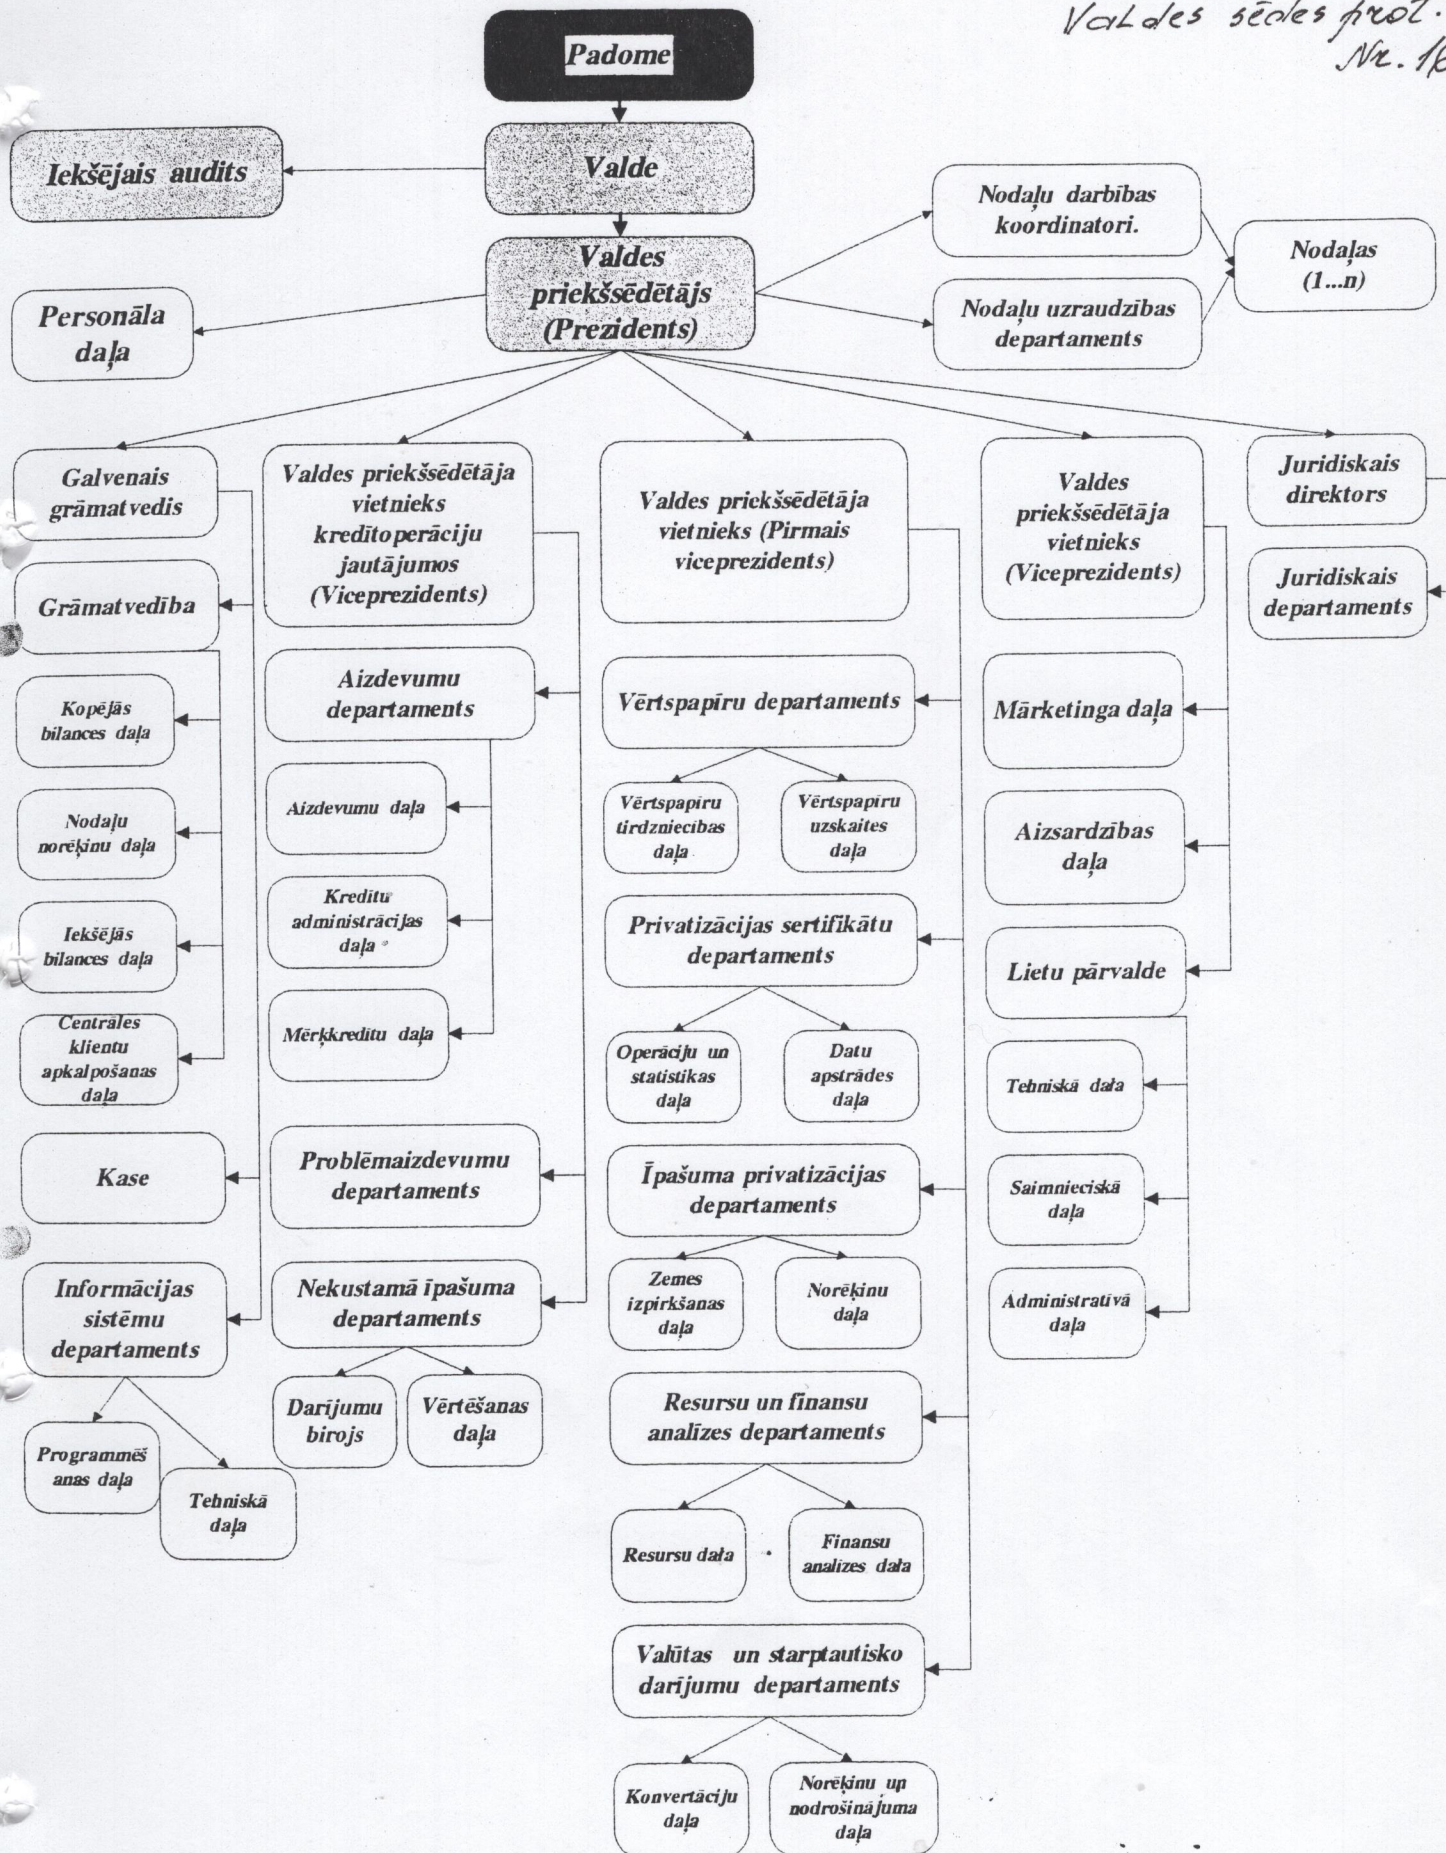 Valdes sēdes prot.
Nr. 16
Padome
Iekšējais audits
Valde
Nodaļu darbības
koordinatori.
Nodaļas
(1...n)
Valdes
priekšsēdētājs
(Prezidents)
Personāla
daļa
Nodaļu uzraudzības
departaments
Galvenais
grāmatvedis
Grāmatvedība
Kopējās
bilances daļa
Nodaļu
norēķinu daļa
Iekšējās
bilances daļa
Centrāles
klientu
apkalpošanas
daļa
Kase
Informācijas
sistēmu
departaments
Programmēš
anas daļa
Tehniskā
daļa
Valdes priekšsēdētāja
vietnieks
kredītoperāciju
jautājumos
(Viceprezidents)
Aizdevumu
departaments
Aizdevumu daļa
Kredītu
administrācijas
daļa
Mērķkredītu daļa
Problēmaizdevumu
departaments
Nekustamā īpašuma
departaments
Darījumu
birojs
Vērtēšanas
daļa
Valdes priekšsēdētāja
vietnieks (Pirmais
viceprezidents)
Vērtspapīru departaments
Vērtspapīru
tirdzniecības
daļa
Vērtspapīru
uzskaites
daļa
Privatizācijas sertifikātu
departaments
Operāciju un
statistikas
daļa
Datu
apstrādes
daļa
Īpašuma privatizācijas
departaments
Zemes
izpirkšanas
daļa
Norēķinu
daļa
Resursu un finansu
analīzes departaments
Resursu daļa
Finansu
analīzes daļa
Valūtas un starptautisko
darījumu departaments
Konvertāciju
daļa
Norēķinu un
nodrošinājuma
daļa
Valdes
priekšsēdētāja
vietnieks
(Viceprezidents)
Mārketinga daļa
Aizsardzības
daļa
Lietu pārvalde
Tehniskā daļa
Saimnieciskā
daļa
Administratīvā
daļa
Juridiskais
direktors
Juridiskais
departaments